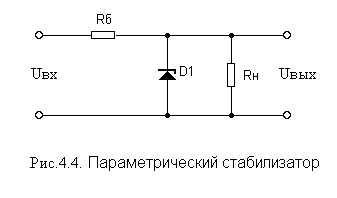 Rб
Uвх
D1
Rн
Uвых
Рис.4.4. Параметрический стабилизатор